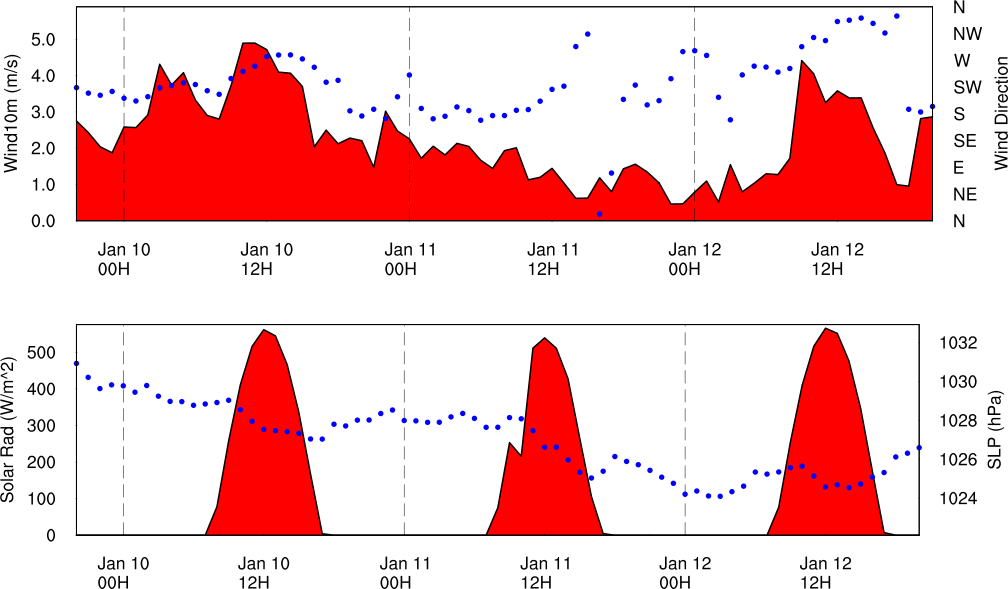 Wind10m (m/s)
5.0
4.0
3.0
2.0
1.0
0.0
N
NW
W
SW
S
SE
E
NE
N
Wind Direction
Jan 10 Jan 10 Jan 11 Jan 11 Jan 12 Jan 12
00H 12H 00H 12H 00H 12H
Solar Rad (W/m^2)
500
400
300
200
100
0
1032
1030
1028
1026
1024
SLP (hPa)
Jan 10 Jan 10 Jan 11 Jan 11 Jan 12 Jan 12
00H 12H 00H 12H 00H 12H